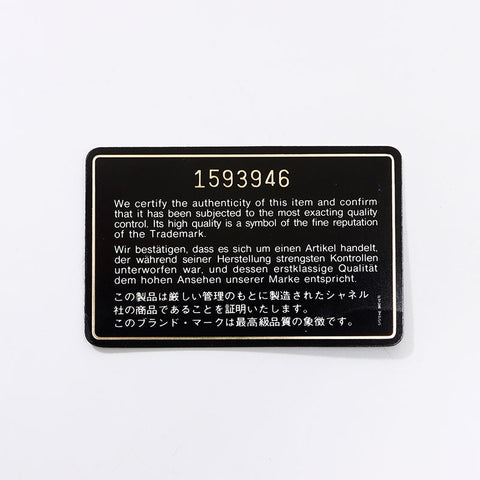 1593946
We certify the authenticity of this item and confirm
that it has been subjected to the most exacting quality
control. Its high quality is a symbol of the fine reputation
of the Trademark.
Wir bestätigen, dass es sich um einen Artikel handelt,
der während seiner Herstellung strengsten Kontrollen
unterworfen war, und dessen erstklassige Qualität
dem hohen Ansehen unserer Marke entspricht.
この製品は厳しい管理のもとに製造されたシャネル
社の商品であることを証明いたします。
このブランド・マークは最高級品質の象徴です。